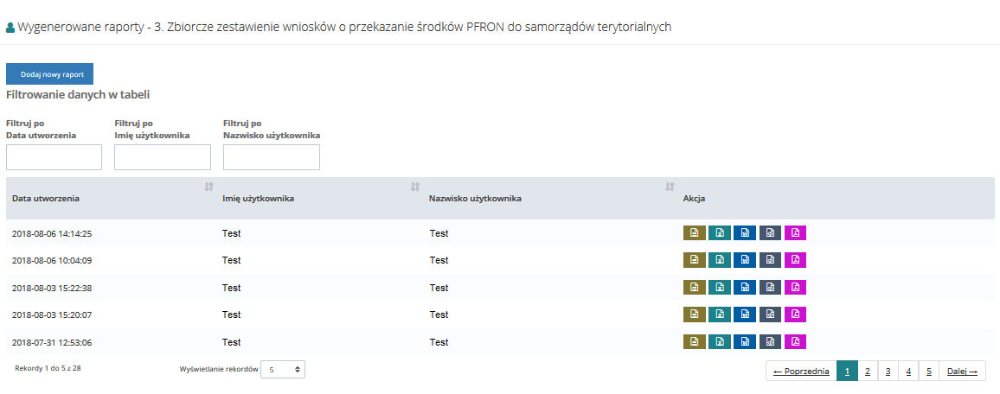 Wygenerowane raporty - 3. Zbiorcze zestawienie wniosków o przekazanie środków PFRON do samorządów terytorialnych
Dodaj nowy raport
Filtrowanie danych w tabeli
Filtruj po Data utworzenia
Filtruj po Imię użytkownika
Filtruj po Nazwisko użytkownika
Data utworzenia Imię użytkownika Nazwisko użytkownika Akcja
2018-08-06 14:14:25 Test Test
2018-08-06 10:04:09 Test Test
2018-08-03 15:22:38 Test Test
2018-08-03 15:20:07 Test Test
2018-07-31 12:53:06 Test Test
Rekordy 1 do 5 z 28 Wyświetlanie rekordów 5 ← Poprzednia 1 2 3 4 5 Dalej →